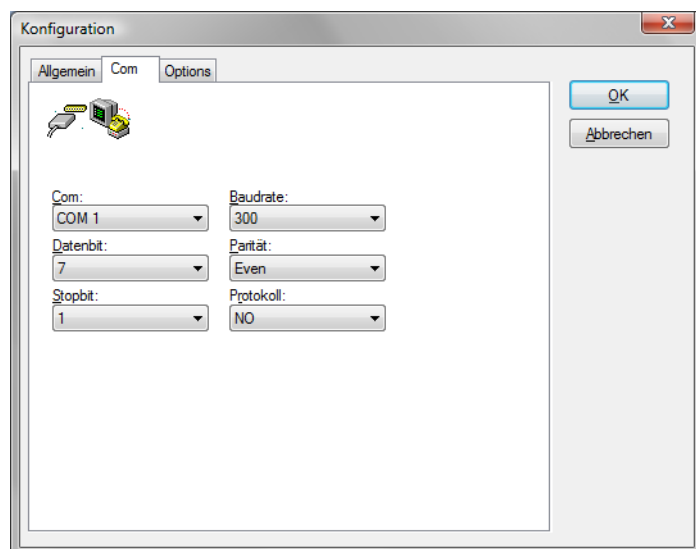 Konfiguration
Allgemein Com Options
OK
Abbrechen
Com: Baudrate:
COM 1 300
Datenbit: Parität:
7 Even
Stopbit: Protokoll:
1 NO